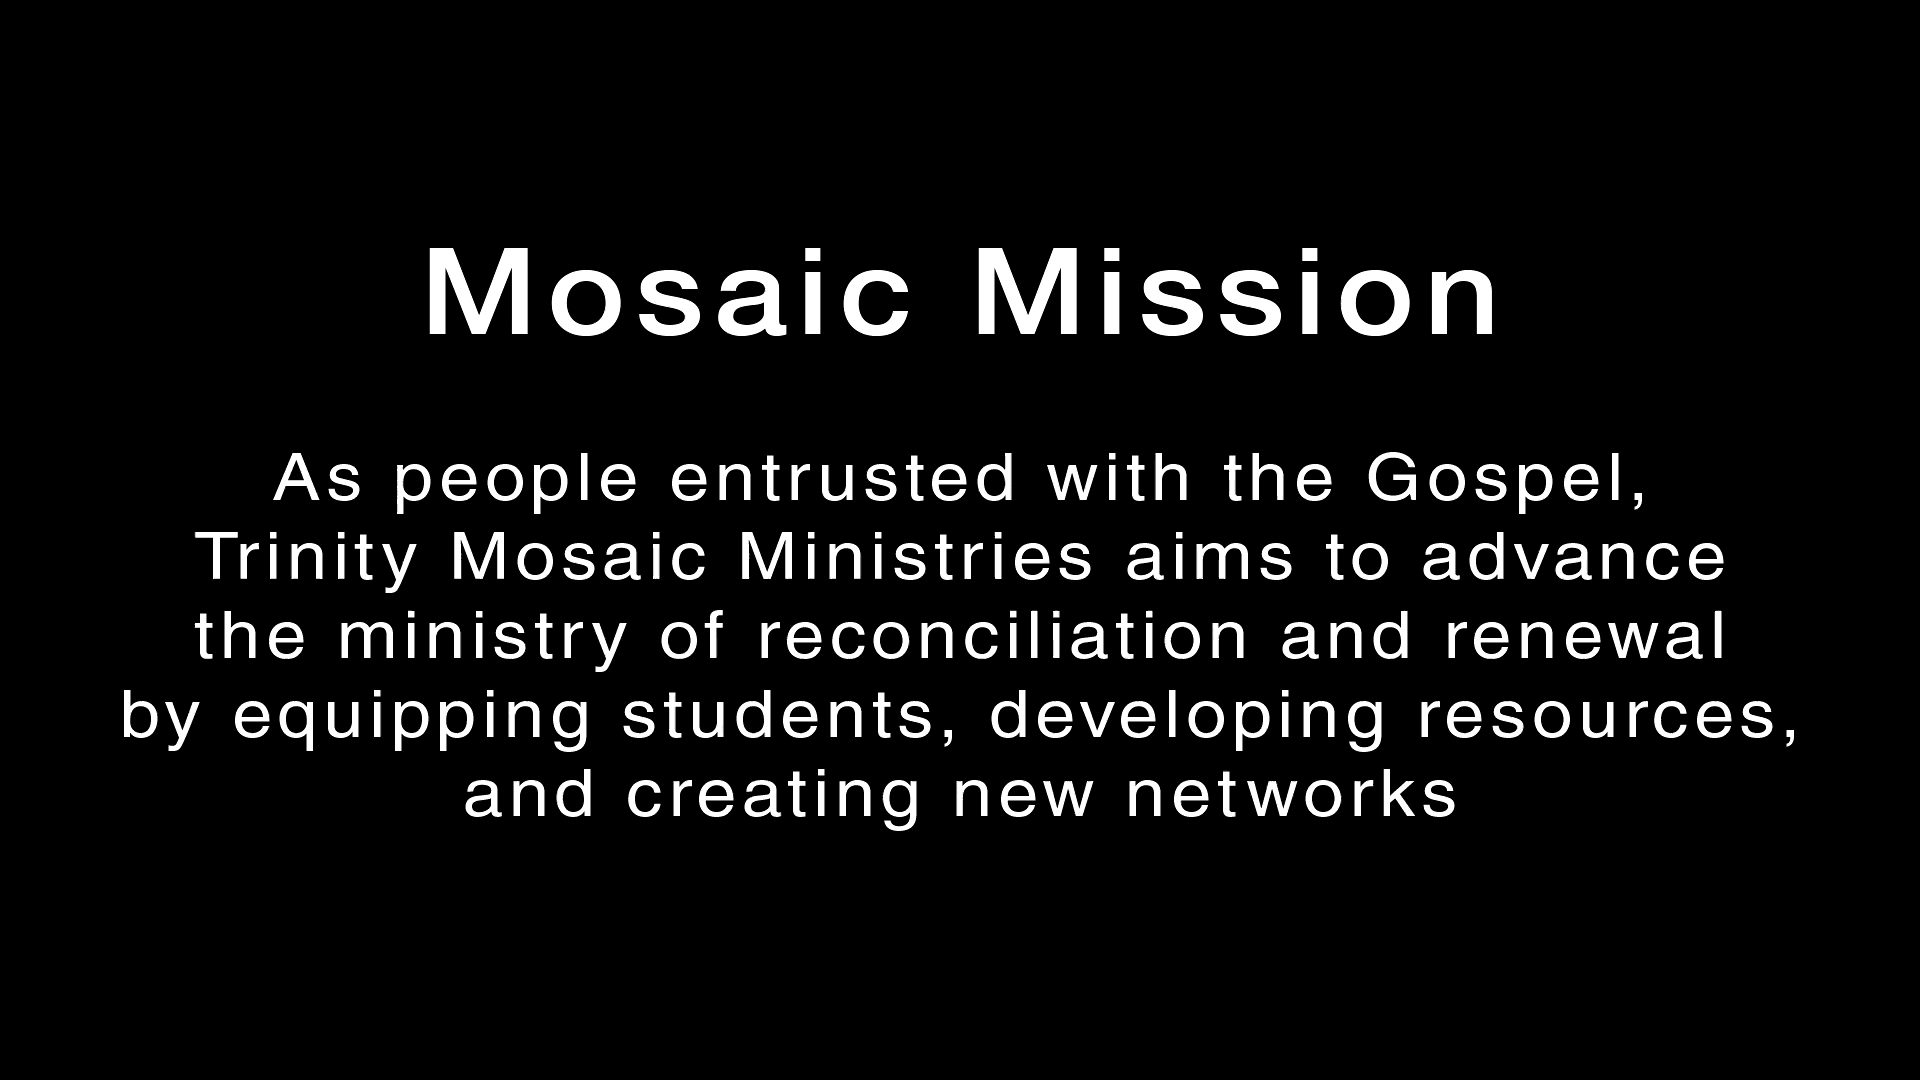 Mosaic Mission
As people entrusted with the Gospel,
Trinity Mosaic Ministries aims to advance
the ministry of reconciliation and renewal
by equipping students, developing resources,
and creating new networks